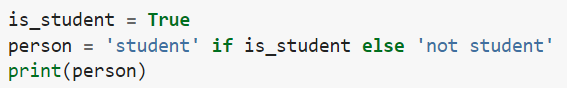 is_student = True
person = 'student' if is_student else 'not student'
print(person)